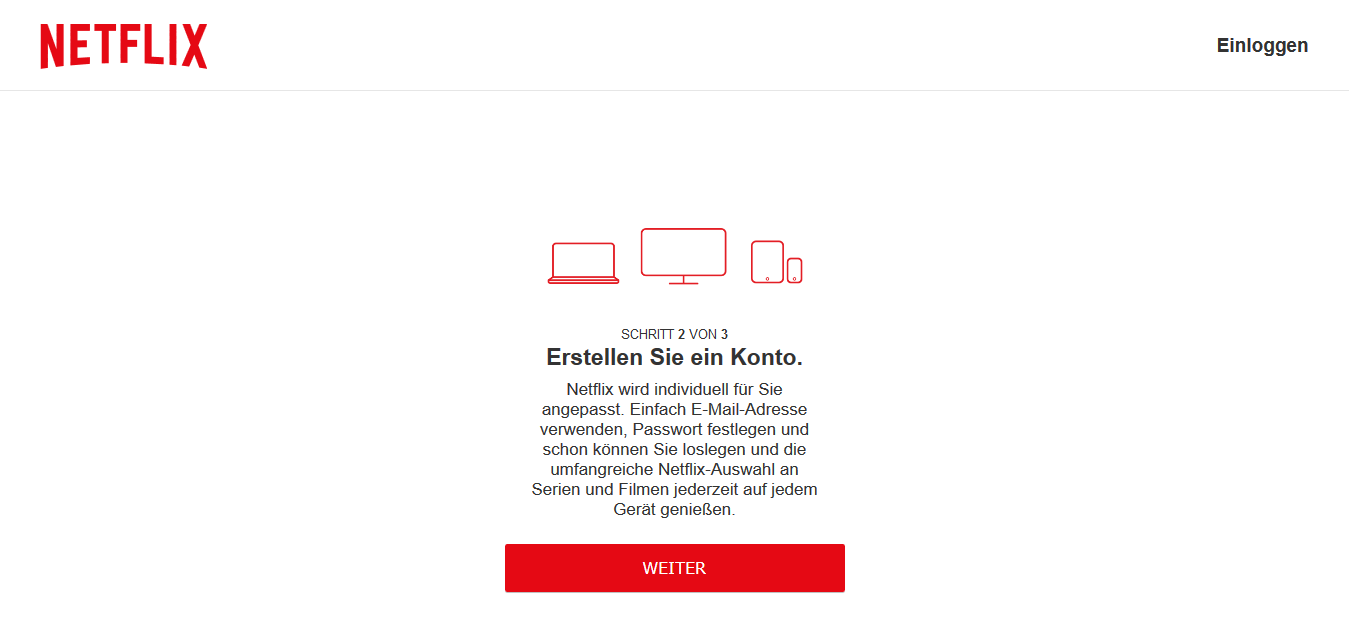 NETFLIX
Einloggen
SCHRITT 2 VON 3
Erstellen Sie ein Konto.
Netflix wird individuell für Sie
angepasst. Einfach E-Mail-Adresse
verwenden, Passwort festlegen und
schon können Sie loslegen und die
umfangreiche Netflix-Auswahl an
Serien und Filmen jederzeit auf jedem
Gerät genießen.
WEITER